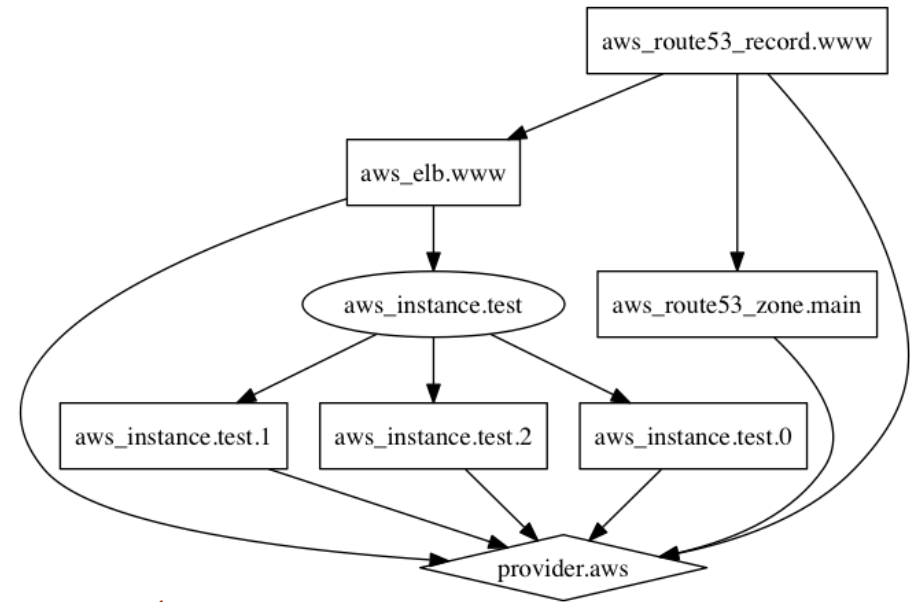 aws_route53_record.www
aws_elb.www
aws_instance.test
aws_route53_zone.main
aws_instance.test.1
aws_instance.test.2
aws_instance.test.0
provider.aws